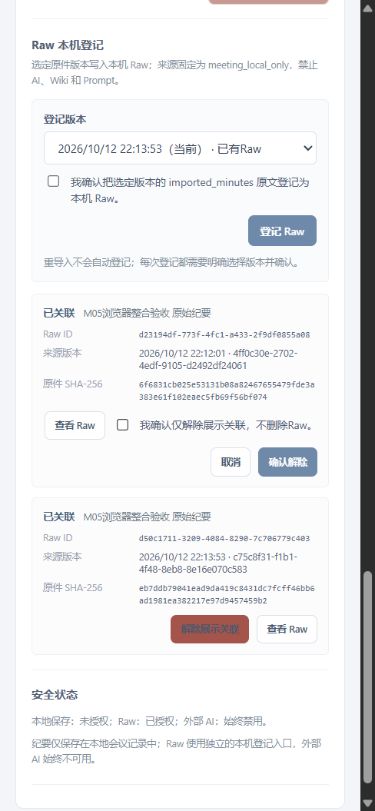 Raw 本机登记
选定原件版本写入本机 Raw；来源固定为 meeting_local_only，禁止
AI、Wiki 和 Prompt。
登记版本
2026/10/12 22:13:53（当前）· 已有Raw
我确认把选定版本的 imported_minutes 原文登记为
本机 Raw。
登记 Raw
重导入不会自动登记；每次登记都需要明确选择版本并确认。
已关联 M05浏览器整合验收 原始纪要
Raw ID d23194df-773f-4fc1-a433-2f9df0855a08
来源版本 2026/10/12 22:12:01 · 4ff0c30e-2702-
4edf-9105-d2492df24061
原件 SHA-256 6f6831cb025e53131b08a82467655479fde3a
383e61f102eaec5fb69f56bf074
查看 Raw 我确认仅解除展示关联，不删除Raw。
取消 确认解除
已关联 M05浏览器整合验收 原始纪要
Raw ID d50c1711-3209-4084-8290-7c706779c403
来源版本 2026/10/12 22:13:53 · c75c8f31-f1b1-
4f48-8eb8-8e16e070c583
原件 SHA-256 eb7ddb79041ead9da419c8431dc7fcff46bb6
ad1981ea382217e97d9457459b2
解除展示关联 查看 Raw
安全状态
本地保存：未授权；Raw：已授权；外部 AI：始终禁用。
纪要仅保存在本地会议记录中；Raw 使用独立的本机登记入口，外部
AI 始终不可用。